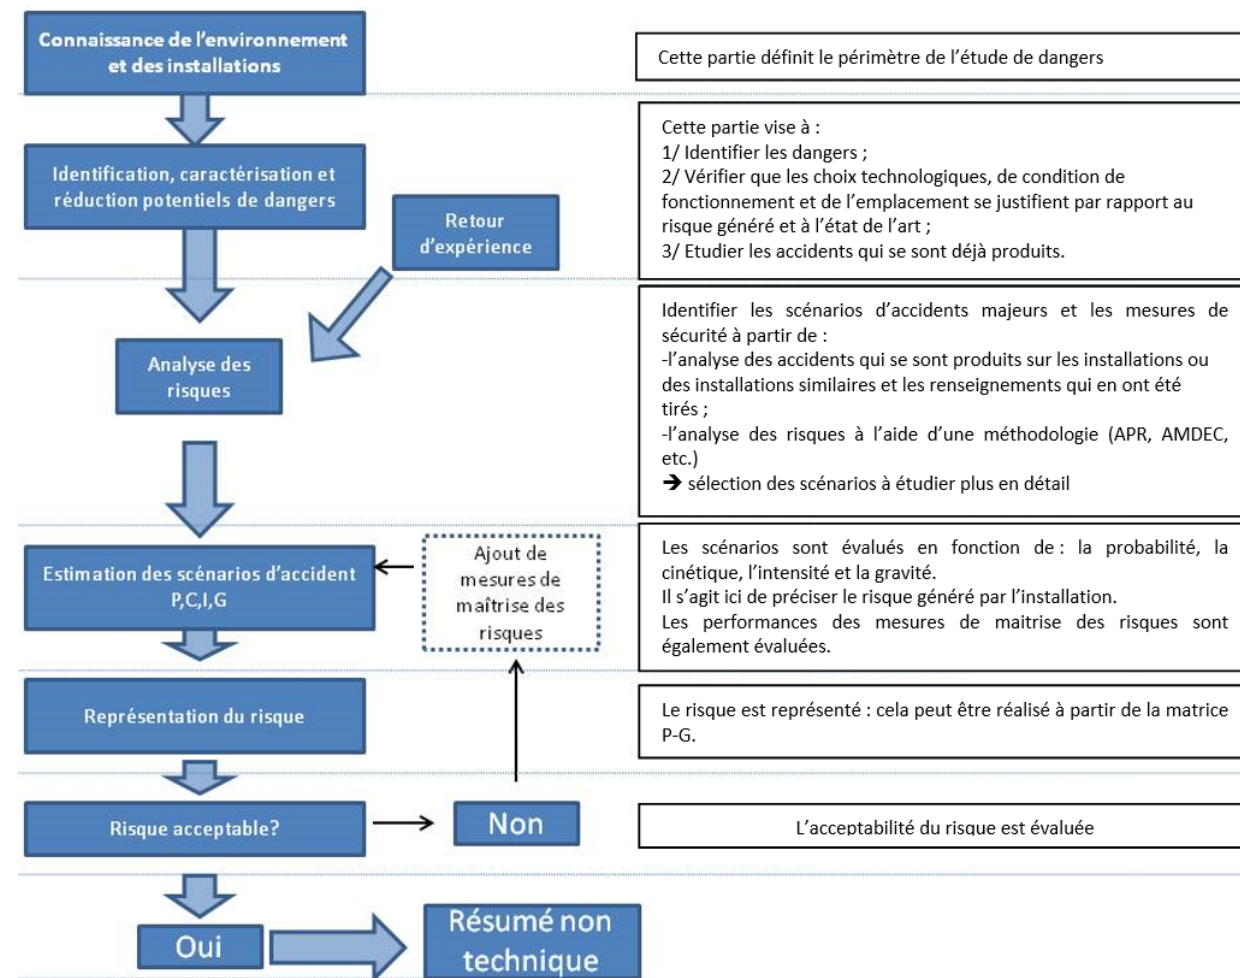 Connaissance de l'environnement
et des installations
Cette partie définit le périmètre de l'étude de dangers
Identification, caractérisation et
réduction potentiels de dangers
Retour
d'expérience
Cette partie vise à :
1/ Identifier les dangers ;
2/ Vérifier que les choix technologiques, de condition de
fonctionnement et de l'emplacement se justifient par rapport au
risque généré et à l'état de l'art ;
3/ Etudier les accidents qui se sont déjà produits.
Analyse des
risques
Identifier les scénarios d'accidents majeurs et les mesures de
sécurité à partir de :
-l'analyse des accidents qui se sont produits sur les installations ou
des installations similaires et les renseignements qui en ont été
tirés ;
-l'analyse des risques à l'aide d'une méthodologie (APR, AMDEC,
etc.)
➔ sélection des scénarios à étudier plus en détail
Estimation des scénarios d'accident
P,C,I,G
Ajout de
mesures de
maîtrise des
risques
Les scénarios sont évalués en fonction de : la probabilité, la
cinétique, l'intensité et la gravité.
Il s'agit ici de préciser le risque généré par l'installation.
Les performances des mesures de maitrise des risques sont
également évaluées.
Représentation du risque
Le risque est représenté : cela peut être réalisé à partir de la matrice
P-G.
Risque acceptable?
Non
L'acceptabilité du risque est évaluée
Oui
Résumé non
technique